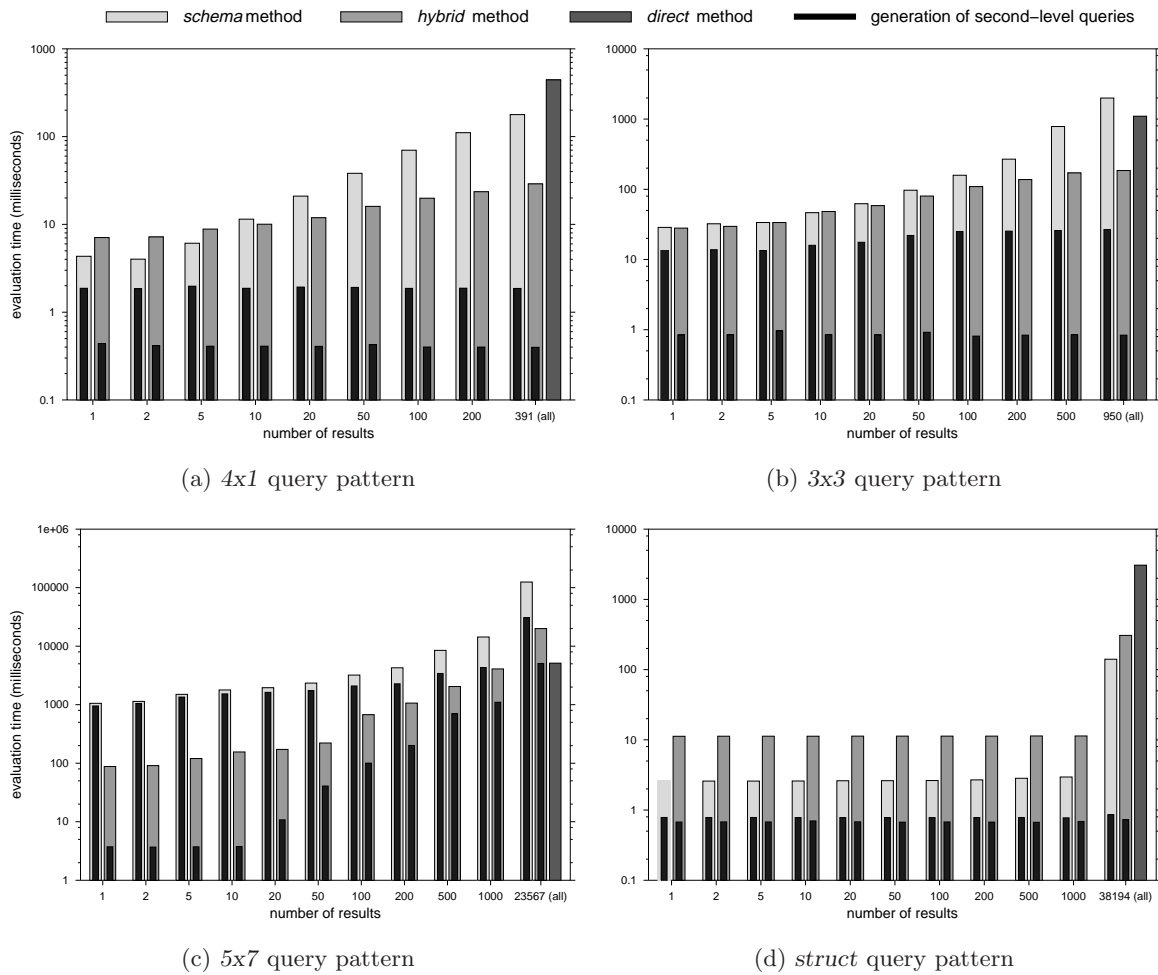 schema method hybrid method direct method generation of second−level queries
evaluation time (milliseconds)
1000
100
10
1
0.1
1 2 5 10 20 50 100 200 391 (all)
number of results
(a) 4x1 query pattern
10000
1000
100
10
1
0.1
1 2 5 10 20 50 100 200 500 950 (all)
number of results
(b) 3x3 query pattern
evaluation time (milliseconds)
1e+06
100000
10000
1000
100
10
1
1 2 5 10 20 50 100 200 500 1000 23567 (all)
number of results
(c) 5x7 query pattern
10000
1000
100
10
1
0.1
1 2 5 10 20 50 100 200 500 1000 38194 (all)
number of results
(d) struct query pattern